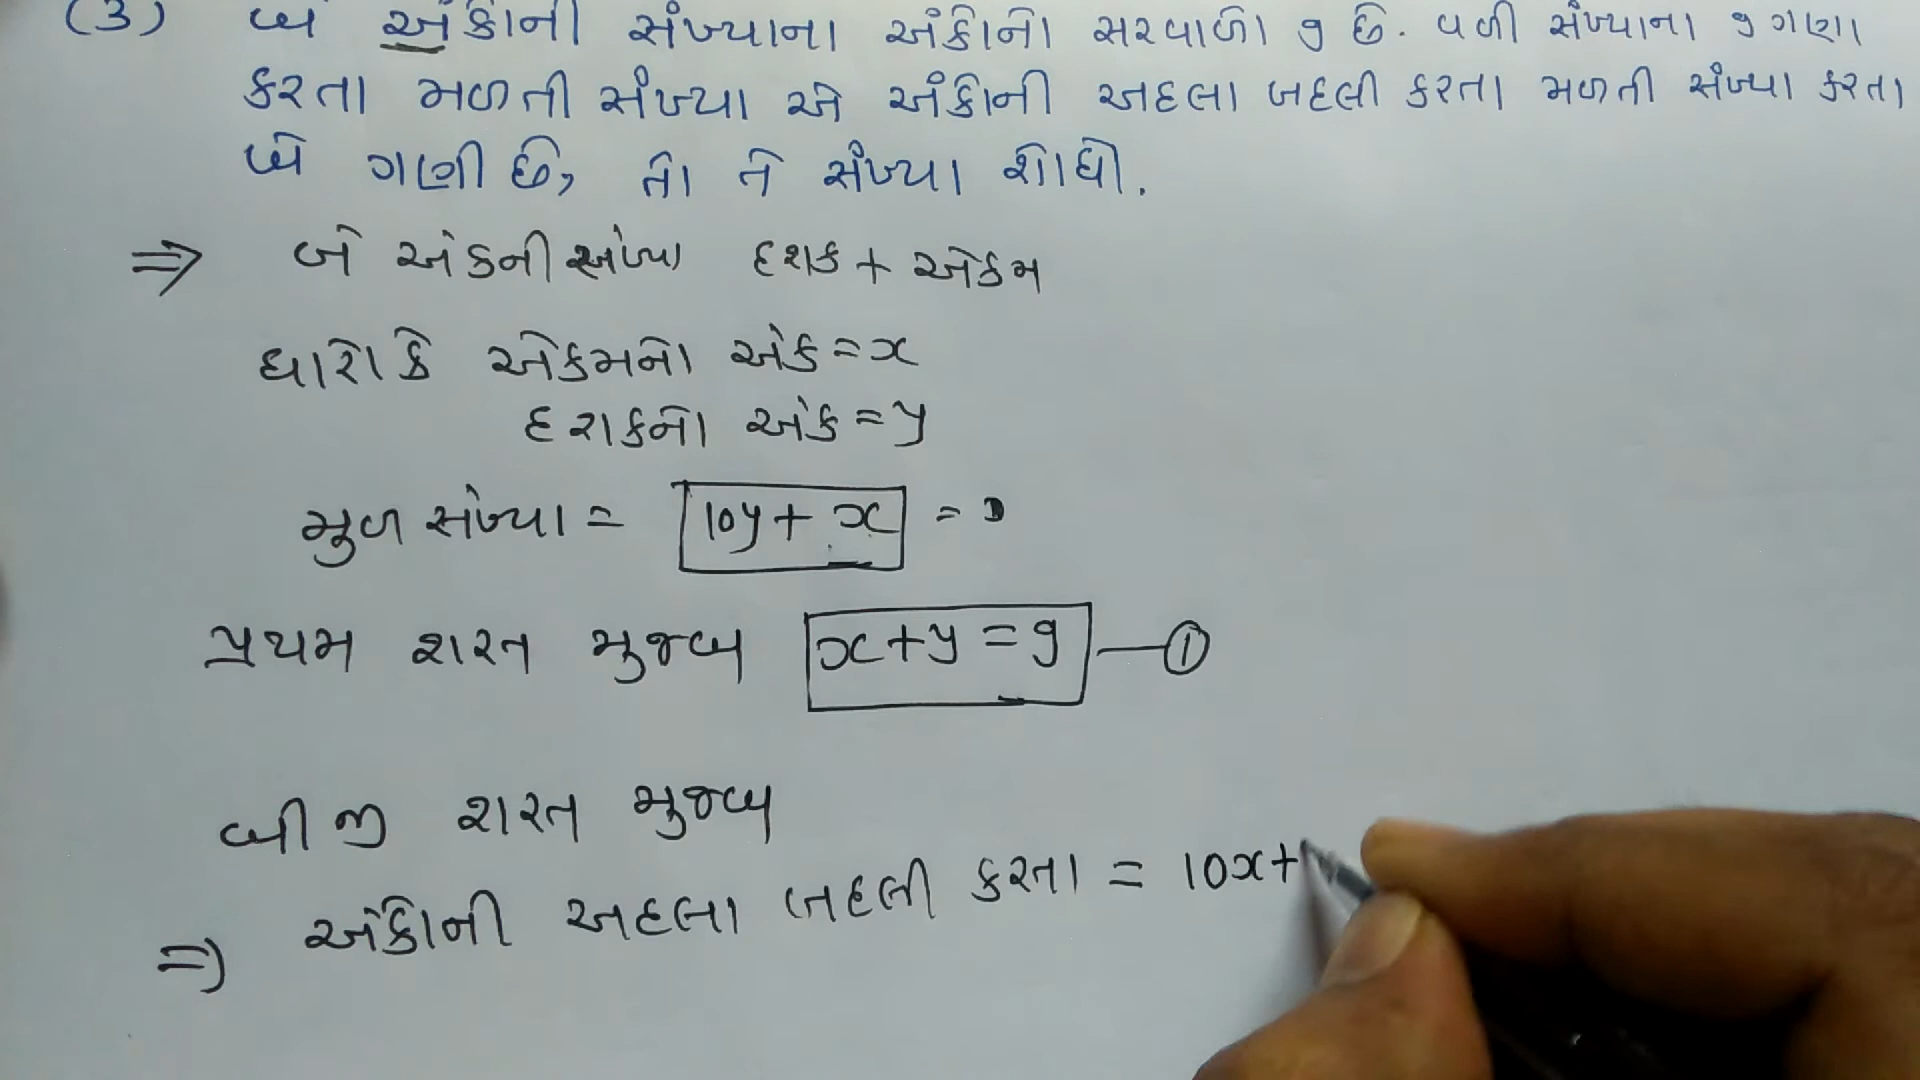 (3) બે અંકોની સંખ્યાના અંકોનો સરવાળો 9 છે. વળી સંખ્યાના 9 ગણા
કરતા મળતી સંખ્યા એ અંકોની અદલા બદલી કરતા મળતી સંખ્યા કરતા
બે ગણી છે, તો તે સંખ્યા શોધો.
⇒ બે અંકની સંખ્યા દશક + એકમ
ધારો કે એકમનો અંક = x
દશકનો અંક = y
મુળ સંખ્યા = 10y + x =
પ્રથમ શરત મુજબ x + y = 9 — ①
બીજી શરત મુજબ
⇒ અંકોની અદલા બદલી કરતા = 10x +